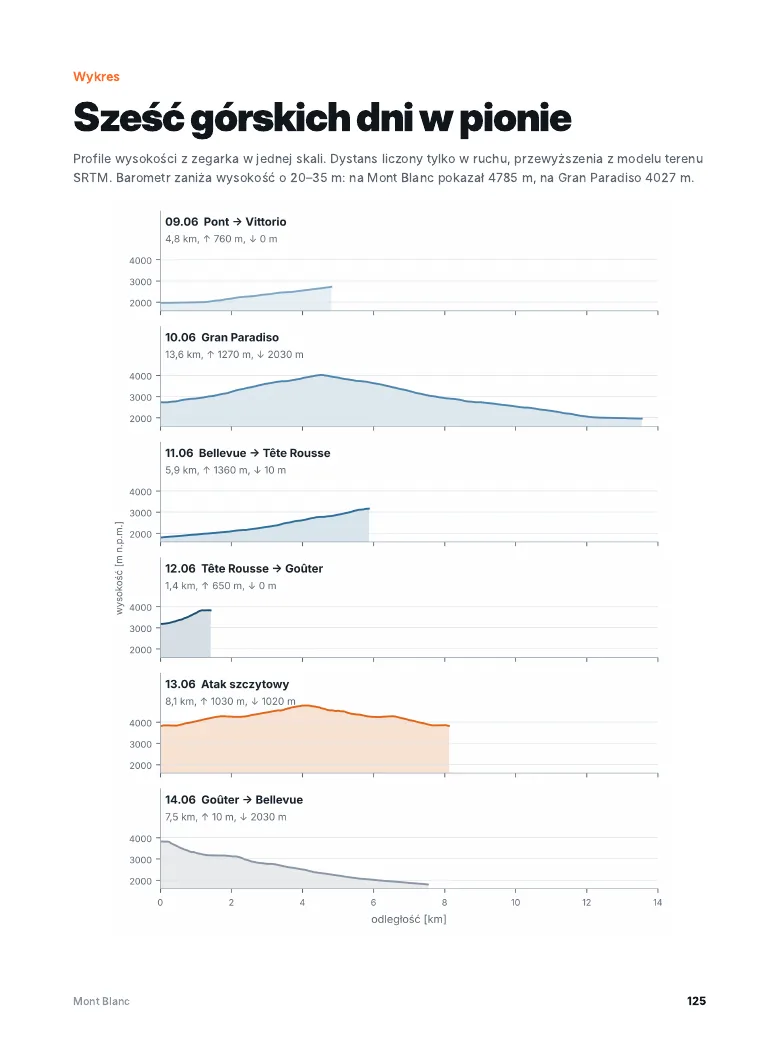 Wykres
Sześć górskich dni w pionie
Profile wysokości z zegarka w jednej skali. Dystans liczony tylko w ruchu, przewyższenia z modelu terenu
SRTM. Barometr zaniża wysokość o 20–35 m: na Mont Blanc pokazał 4785 m, na Gran Paradiso 4027 m.
09.06 Pont → Vittorio
4,8 km, ↑ 760 m, ↓ 0 m
4000
3000
2000
10.06 Gran Paradiso
13,6 km, ↑ 1270 m, ↓ 2030 m
4000
3000
2000
11.06 Bellevue → Tête Rousse
5,9 km, ↑ 1360 m, ↓ 10 m
4000
3000
2000
wysokość [m n.p.m.]
12.06 Tête Rousse → Goûter
1,4 km, ↑ 650 m, ↓ 0 m
4000
3000
2000
13.06 Atak szczytowy
8,1 km, ↑ 1030 m, ↓ 1020 m
4000
3000
2000
14.06 Goûter → Bellevue
7,5 km, ↑ 10 m, ↓ 2030 m
4000
3000
2000
0 2 4 6 8 10 12 14
odległość [km]
Mont Blanc 125